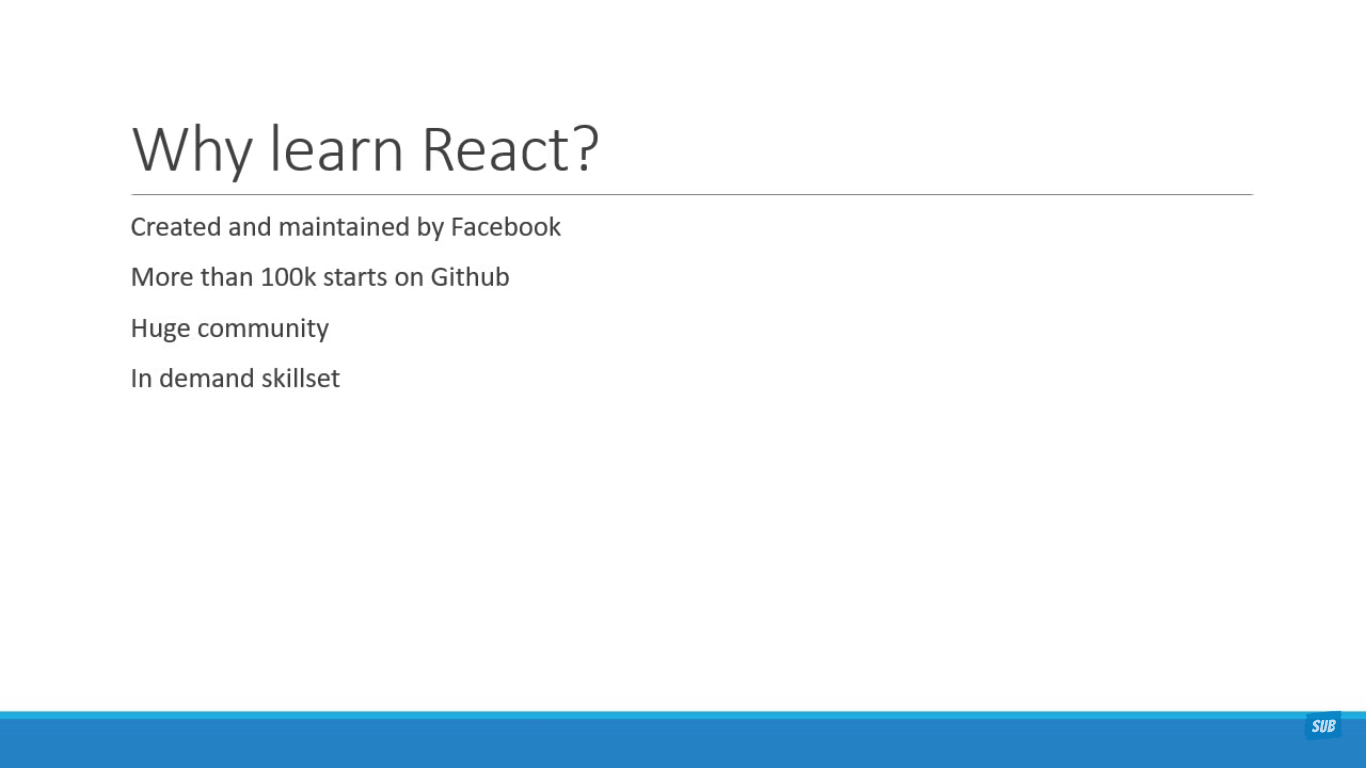 Why learn React?
Created and maintained by Facebook
More than 100k starts on Github
Huge community
In demand skillset
SUB